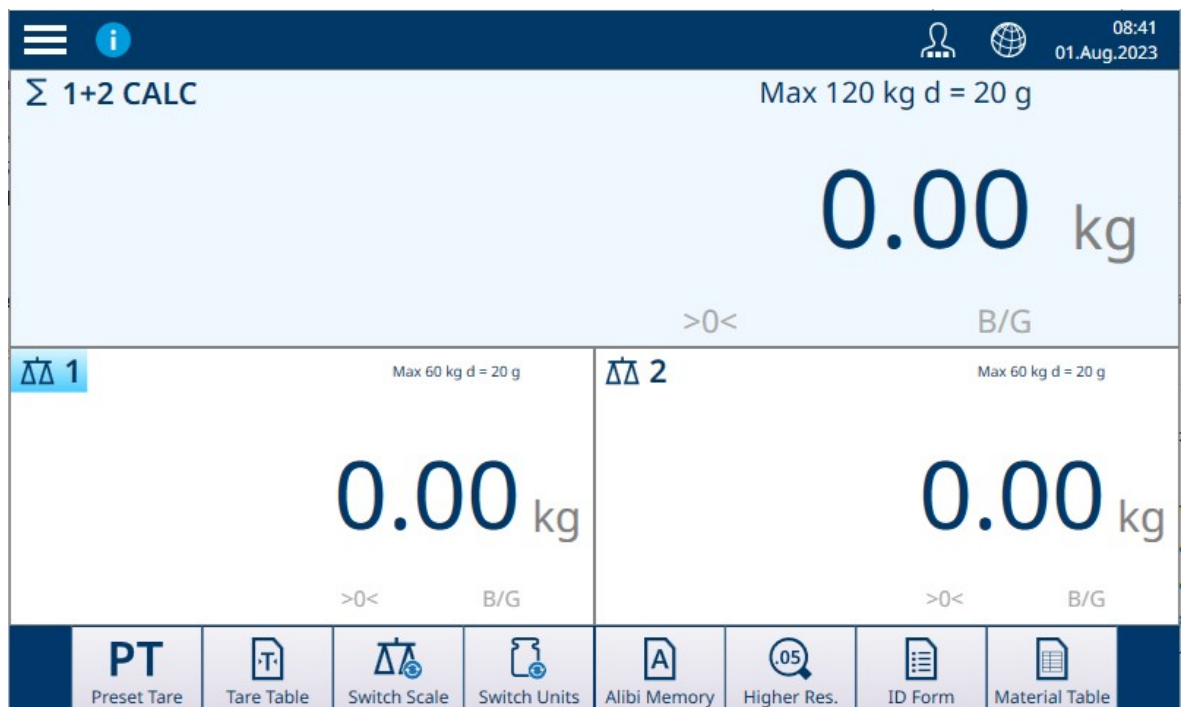 i
08:41
01.Aug.2023
Σ 1+2 CALC
Max 120 kg d = 20 g
0.00 kg
>0< B/G
1
Max 60 kg d = 20 g
0.00 kg
>0< B/G
2
Max 60 kg d = 20 g
0.00 kg
>0< B/G
PT
Preset Tare
T
Tare Table
Switch Scale
Switch Units
A
Alibi Memory
.05
Higher Res.
ID Form
Material Table